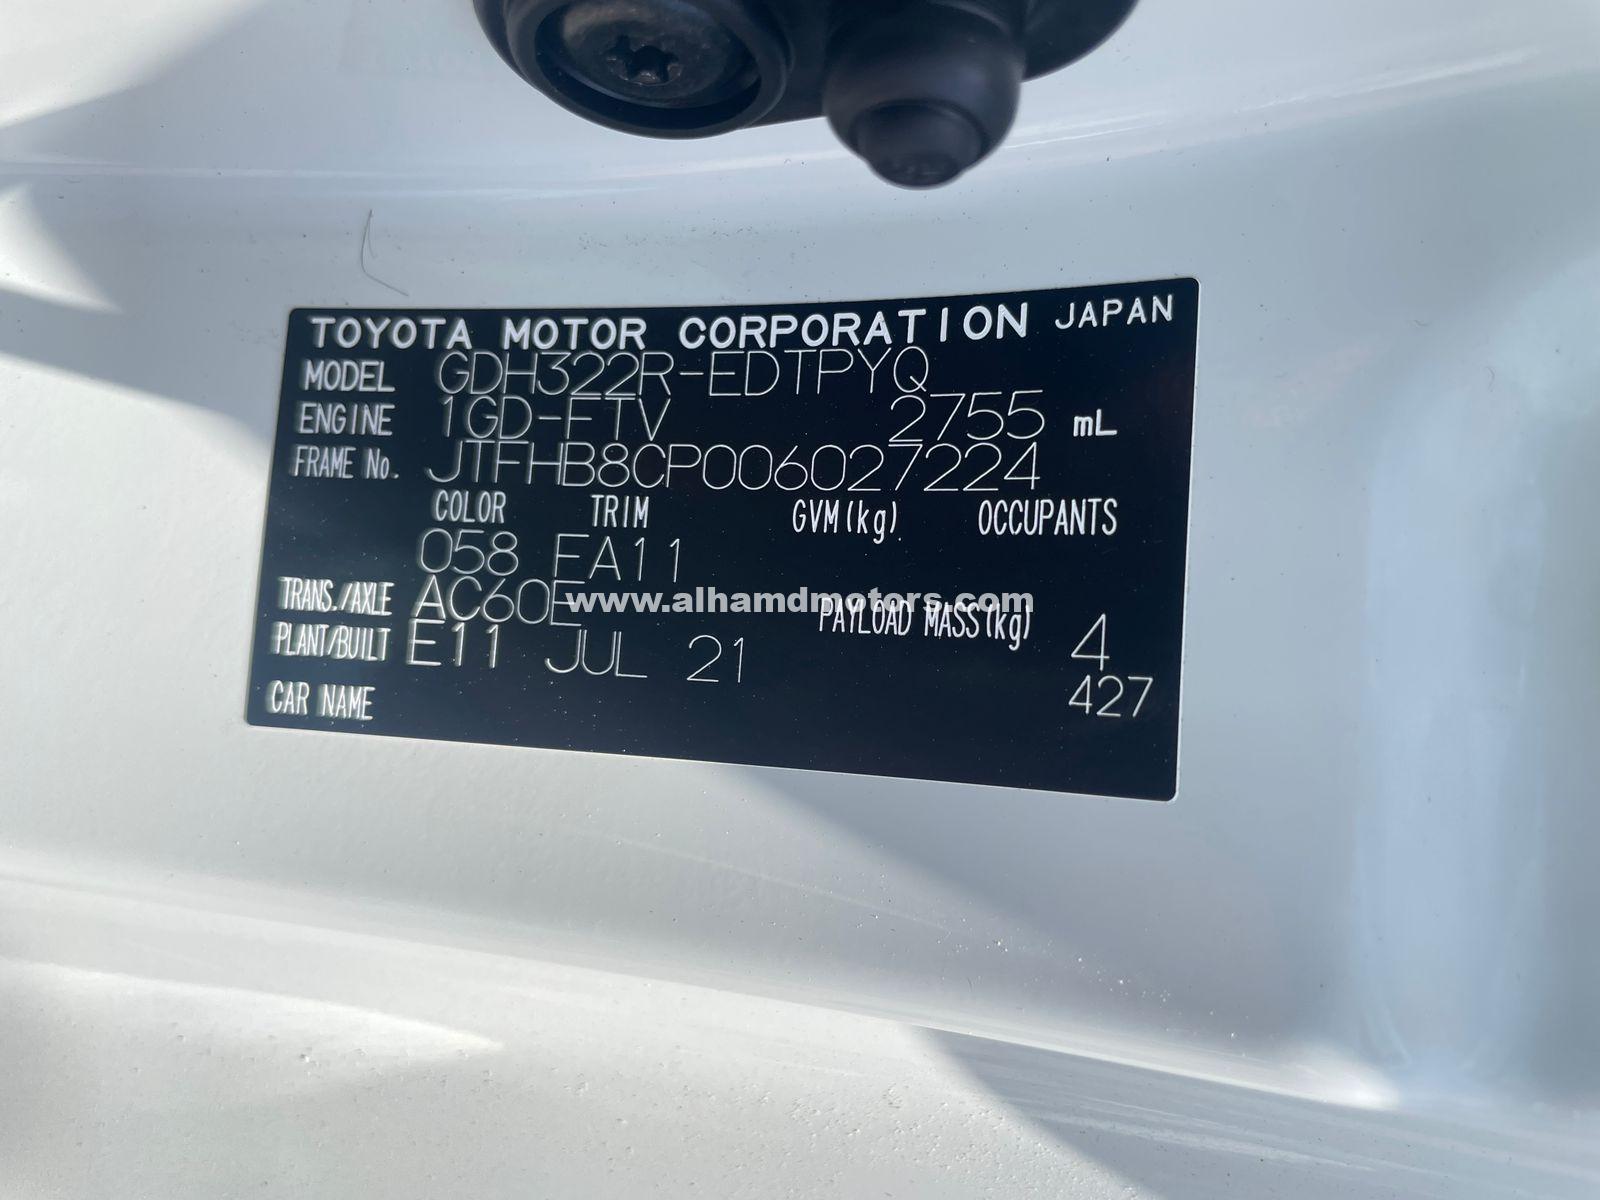 TOYOTA MOTOR CORPORATION JAPAN
MODEL GDH322R-EDTPYQ
ENGINE 1GD-FTV 2755 mL
FRAME No. JTFHB8CP006027224
COLOR TRIM GVM(kg) OCCUPANTS
058 FA11
TRANS./AXLE AC60E
www.alhamdmotors.com
PAYLOAD MASS(kg) 4
PLANT/BUILT E11 JUL 21
427
CAR NAME